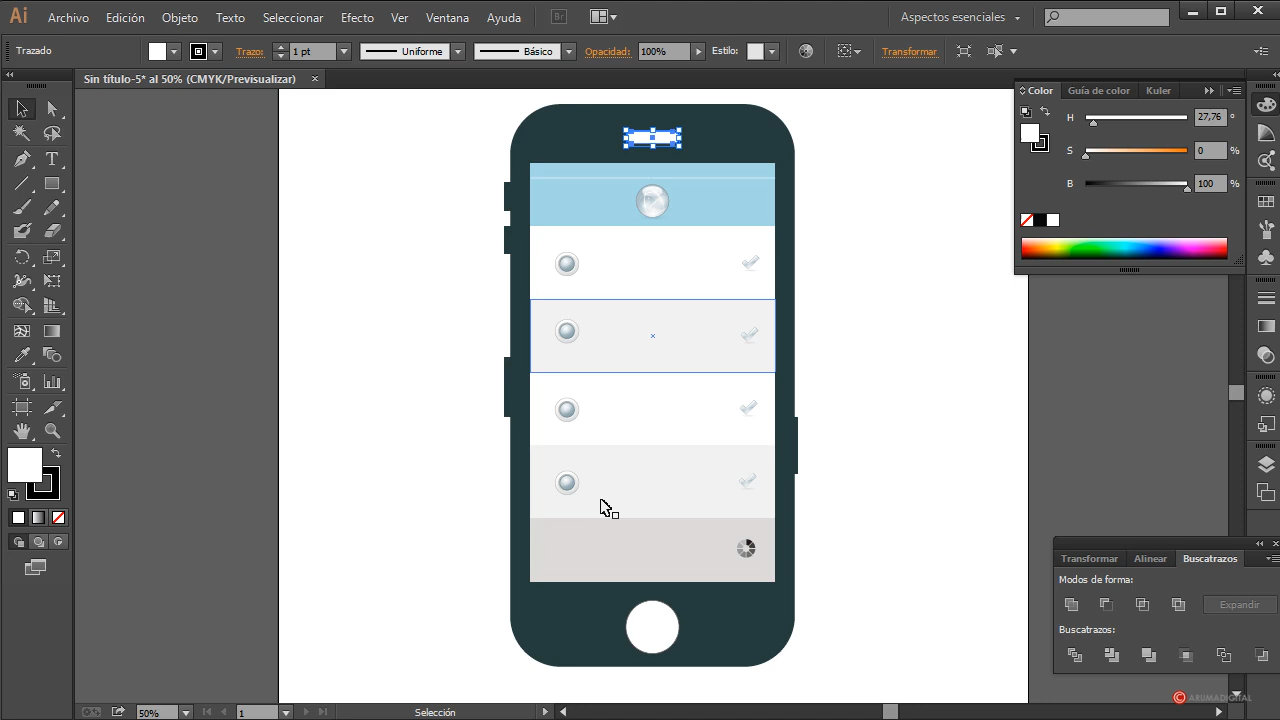 Ai Archivo Edición Objeto Texto Seleccionar Efecto Ver Ventana Ayuda Br Aspectos esenciales
Trazado Trazo: 1 pt Uniforme Básico Opacidad: 100% Estilo: Transformar
Sin título-5* al 50% (CMYK/Previsualizar) ×
Color Guía de color Kuler
H 27,76 °
S 0 %
B 100 %
Transformar Alinear Buscatrazos
Modos de forma:
Expandir
Buscatrazos:
© ARUMADIGITAL
50% 1 Selección